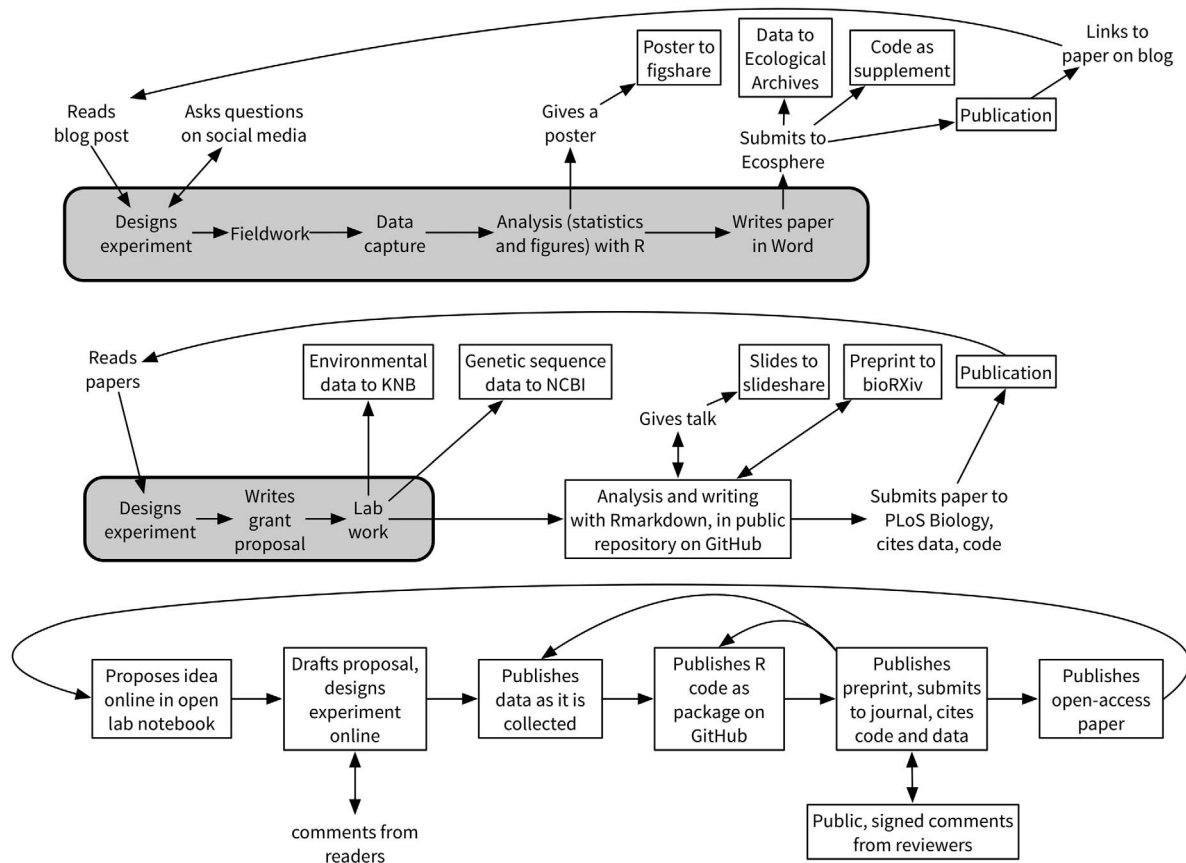 Links to
paper on blog
Poster to
figshare
Data to
Ecological
Archives
Code as
supplement
Publication
Reads
blog post
Asks questions
on social media
Gives a
poster
Submits to
Ecosphere
Designs
experiment
Fieldwork
Data
capture
Analysis (statistics
and figures) with R
Writes paper
in Word
Reads
papers
Environmental
data to KNB
Genetic sequence
data to NCBI
Slides to
slideshare
Preprint to
bioRXiv
Publication
Gives talk
Designs
experiment
Writes
grant
proposal
Lab
work
Analysis and writing
with Rmarkdown, in public
repository on GitHub
Submits paper to
PLoS Biology,
cites data, code
Proposes idea
online in open
lab notebook
Drafts proposal,
designs
experiment
online
Publishes
data as it is
collected
Publishes R
code as
package on
GitHub
Publishes
preprint, submits
to journal, cites
code and data
Publishes
open-access
paper
comments from
readers
Public, signed comments
from reviewers